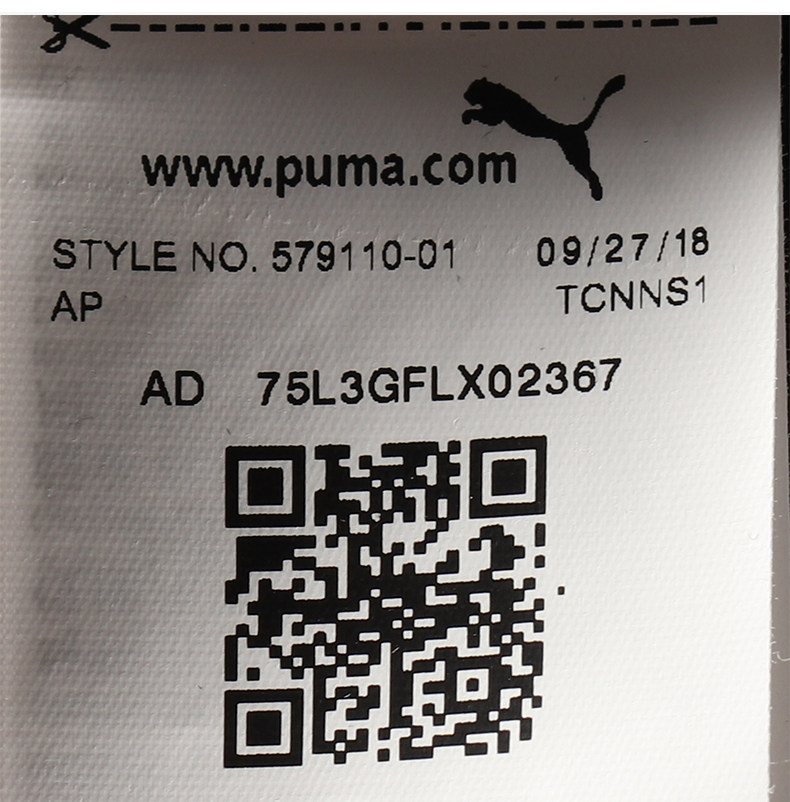 www.puma.com
STYLE NO. 579110-01 09/27/18
AP TCNNS1
AD 75L3GFLX02367